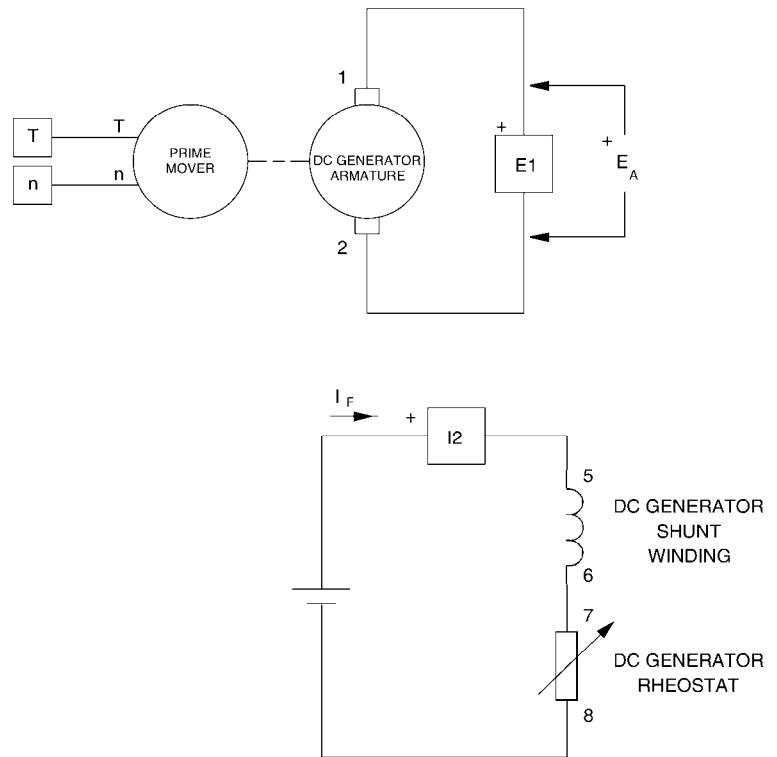 1
T
T
PRIME
MOVER
n
n
DC GENERATOR
ARMATURE
2
+
E1
+
E A
I F
+
I2
5
DC GENERATOR
SHUNT
WINDING
6
7
DC GENERATOR
RHEOSTAT
8